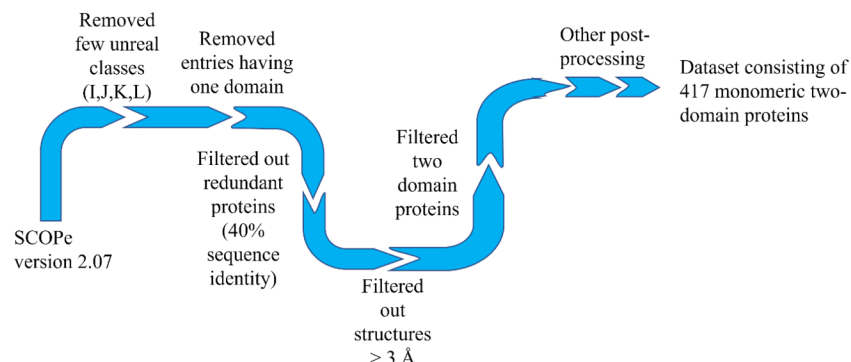 SCOPe
version 2.07
Removed
few unreal
classes
(I,J,K,L)
Removed
entries having
one domain
Filtered out
redundant
proteins
(40%
sequence
identity)
Filtered
out
structures
> 3 Å
Filtered
two
domain
proteins
Other post-
processing
Dataset consisting of
417 monomeric two-
domain proteins